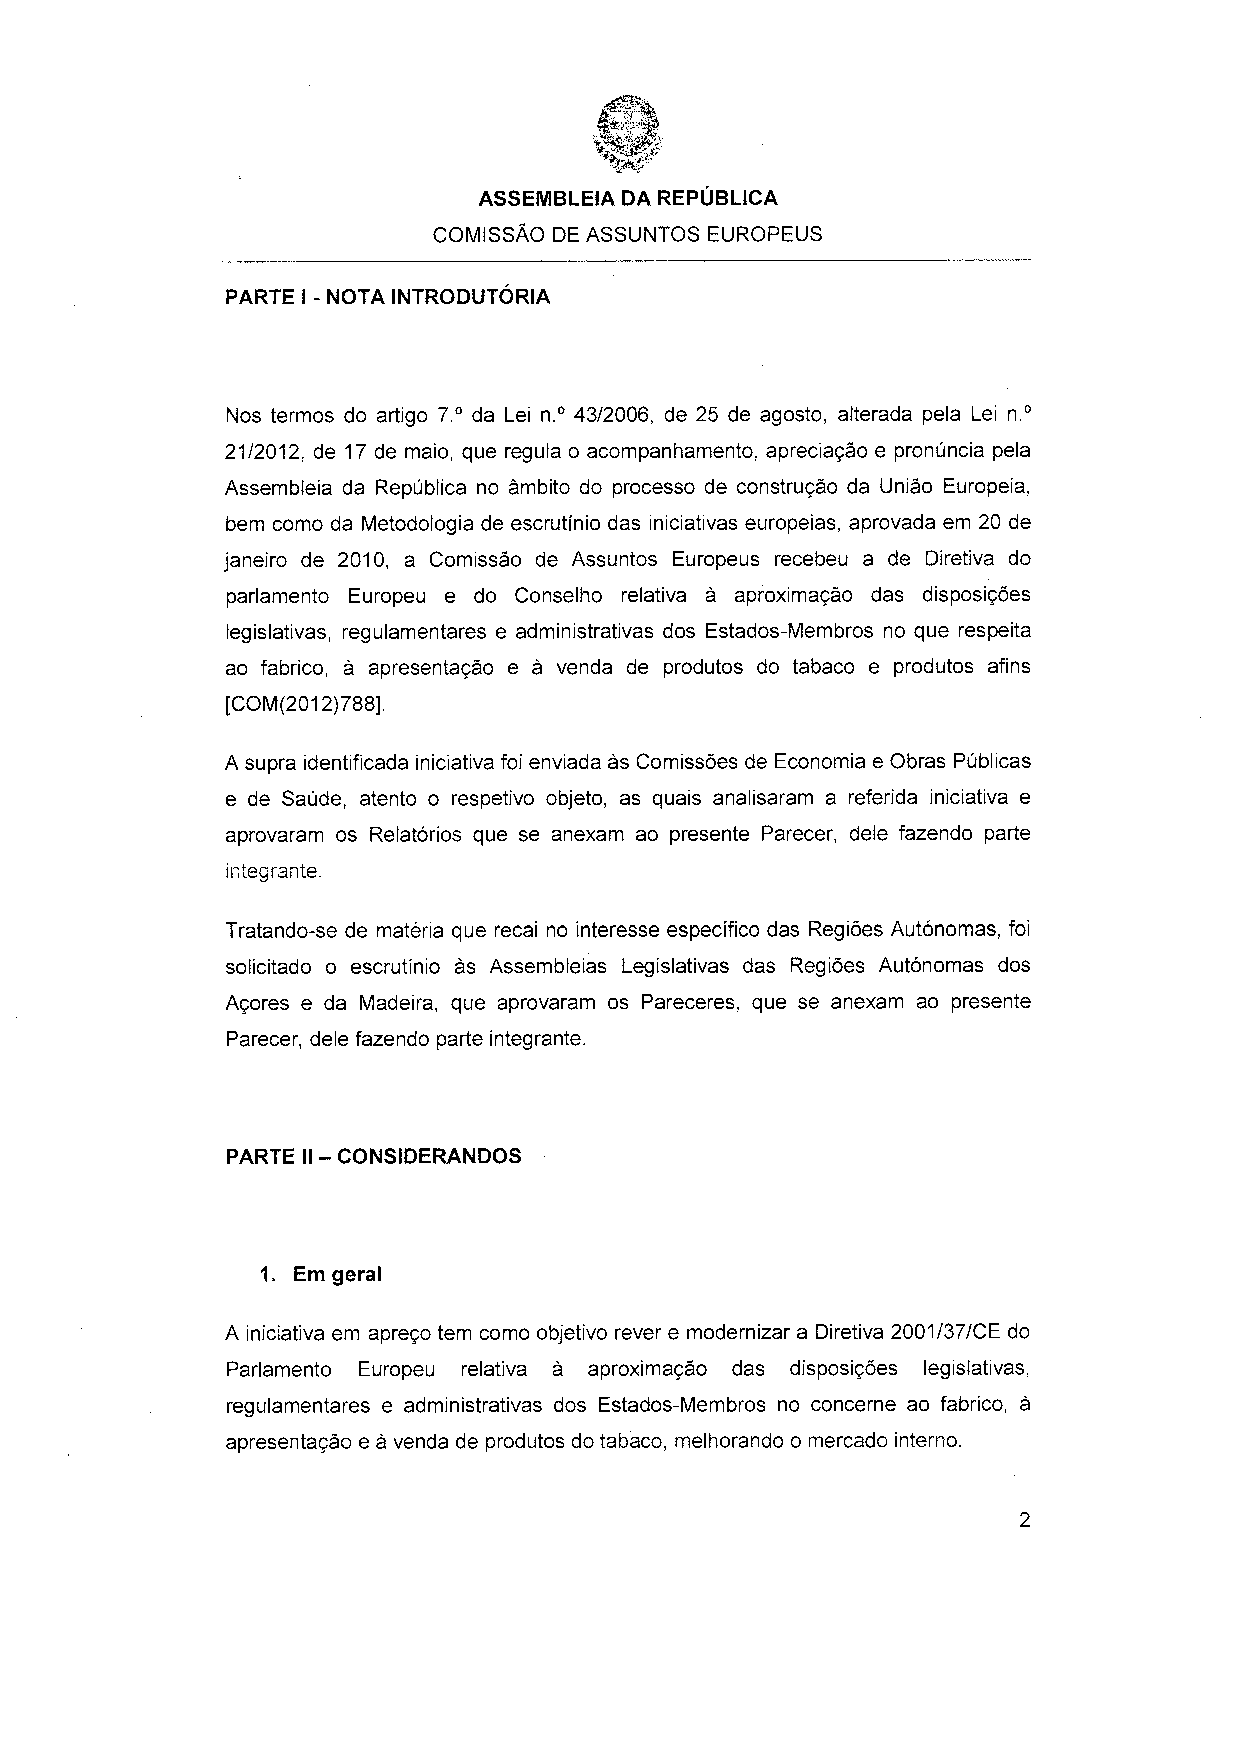 ASSEMBLEIA DA REPÚBLICA
COMISSÃO DE ASSUNTOS EUROPEUS
PARTE I - NOTA INTRODUTÓRIA
Nos termos do artigo 7.º da Lei n.º 43/2006, de 25 de agosto, alterada pela Lei n.º
21/2012, de 17 de maio, que regula o acompanhamento, apreciação e pronúncia pela
Assembleia da República no âmbito do processo de construção da União Europeia,
bem como da Metodologia de escrutínio das iniciativas europeias, aprovada em 20 de
janeiro de 2010, a Comissão de Assuntos Europeus recebeu a de Diretiva do
parlamento Europeu e do Conselho relativa à aproximação das disposições
legislativas, regulamentares e administrativas dos Estados-Membros no que respeita
ao fabrico, à apresentação e à venda de produtos do tabaco e produtos afins
[COM(2012)788].
A supra identificada iniciativa foi enviada às Comissões de Economia e Obras Públicas
e de Saúde, atento o respetivo objeto, as quais analisaram a referida iniciativa e
aprovaram os Relatórios que se anexam ao presente Parecer, dele fazendo parte
integrante.
Tratando-se de matéria que recai no interesse específico das Regiões Autónomas, foi
solicitado o escrutínio às Assembleias Legislativas das Regiões Autónomas dos
Açores e da Madeira, que aprovaram os Pareceres, que se anexam ao presente
Parecer, dele fazendo parte integrante.
PARTE II – CONSIDERANDOS
1. Em geral
A iniciativa em apreço tem como objetivo rever e modernizar a Diretiva 2001/37/CE do
Parlamento Europeu relativa à aproximação das disposições legislativas,
regulamentares e administrativas dos Estados-Membros no concerne ao fabrico, à
apresentação e à venda de produtos do tabaco, melhorando o mercado interno.
2